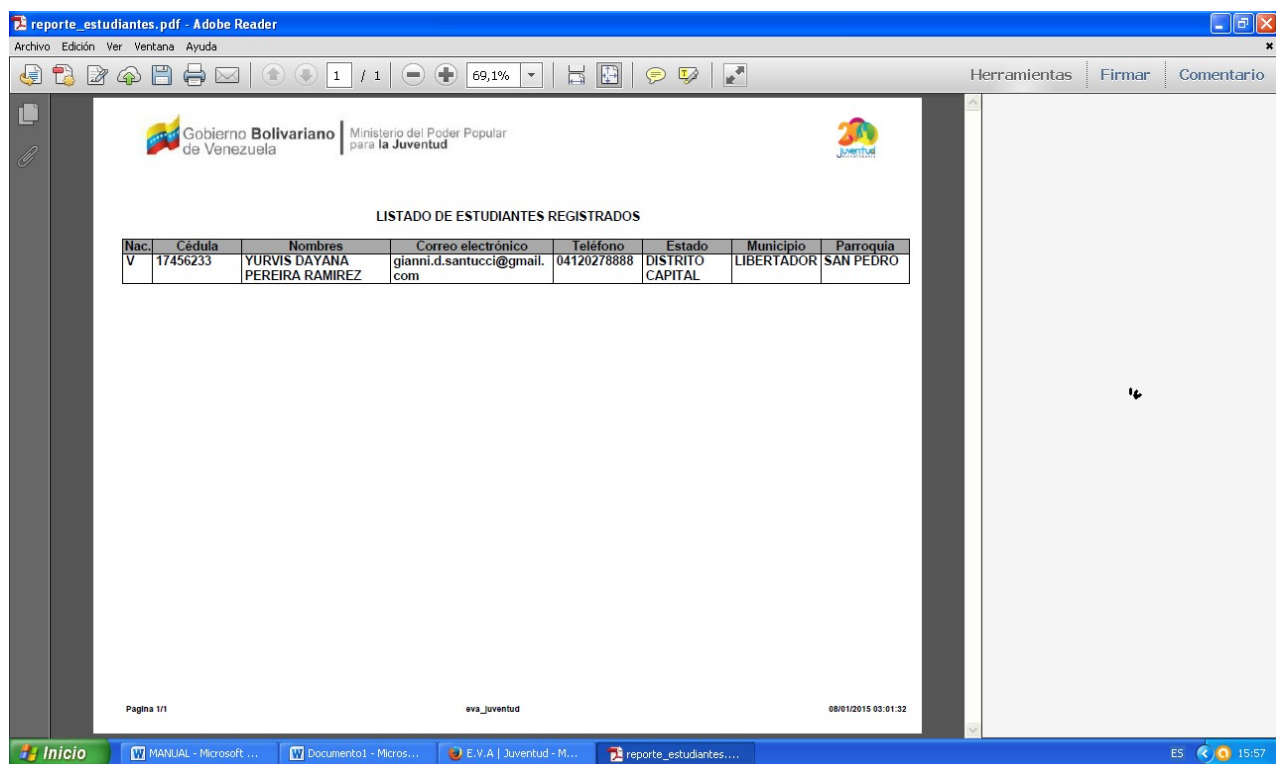 reporte_estudiantes.pdf - Adobe Reader
Archivo Edición Ver Ventana Ayuda
1 / 1 69,1% Herramientas Firmar Comentario
Gobierno Bolivariano
de Venezuela
Ministerio del Poder Popular
para la Juventud
20
juventud
LISTADO DE ESTUDIANTES REGISTRADOS
Nac. Cédula Nombres Correo electrónico Teléfono Estado Municipio Parroquia
V 17456233 YURVIS DAYANA gianni.d.santucci@gmail. 04120278888 DISTRITO LIBERTADOR SAN PEDRO
PEREIRA RAMIREZ com CAPITAL
Pagina 1/1 eva_juventud 08/01/2015 03:01:32
Inicio MANUAL - Microsoft ... Documento1 - Micros... E.V.A | Juventud - M... reporte_estudiantes.... ES 15:57